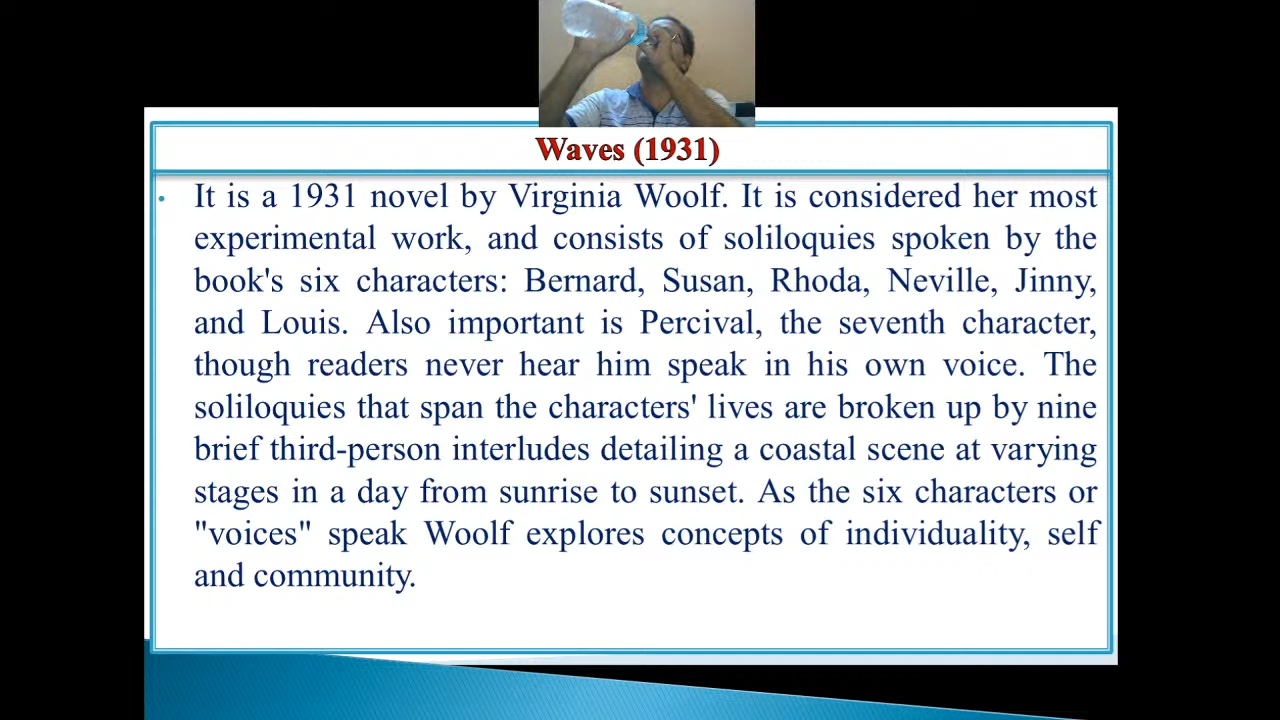 Waves (1931)
• It is a 1931 novel by Virginia Woolf. It is considered her most
experimental work, and consists of soliloquies spoken by the
book's six characters: Bernard, Susan, Rhoda, Neville, Jinny,
and Louis. Also important is Percival, the seventh character,
though readers never hear him speak in his own voice. The
soliloquies that span the characters' lives are broken up by nine
brief third-person interludes detailing a coastal scene at varying
stages in a day from sunrise to sunset. As the six characters or
"voices" speak Woolf explores concepts of individuality, self
and community.